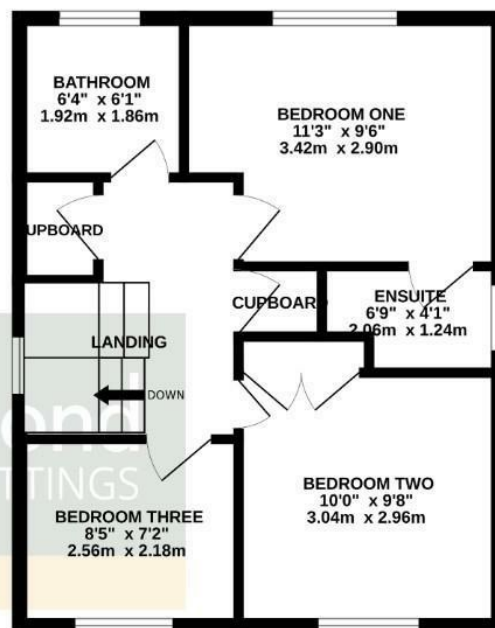 BATHROOM
6'4" x 6'1"
1.92m x 1.86m
BEDROOM ONE
11'3" x 9'6"
3.42m x 2.90m
UPBOARD
CUPBOARD
ENSUITE
6'9" x 4'1"
2.06m x 1.24m
LANDING
DOWN
ond
TTINGS
BEDROOM TWO
10'0" x 9'8"
3.04m x 2.96m
BEDROOM THREE
8'5" x 7'2"
2.56m x 2.18m